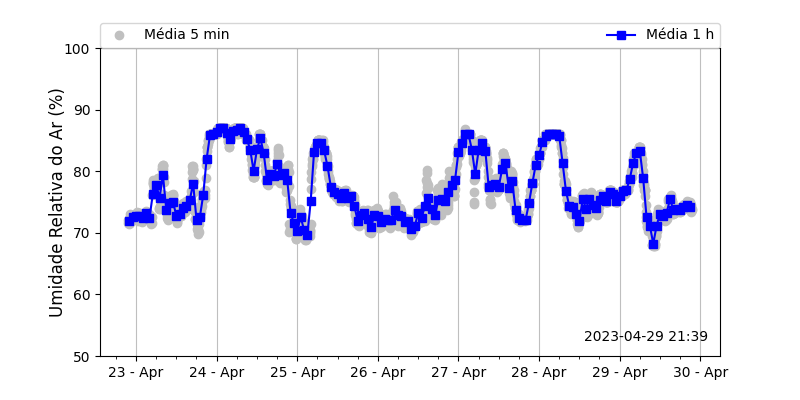 Média 5 min
Média 1 h
100
90
80
70
60
50
Umidade Relativa do Ar (%)
2023-04-29 21:39
23 - Apr
24 - Apr
25 - Apr
26 - Apr
27 - Apr
28 - Apr
29 - Apr
30 - Apr